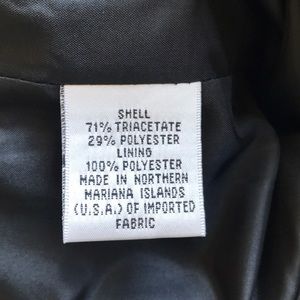 SHELL
71% TRIACETATE
29% POLYESTER
LINING
100% POLYESTER
MADE IN NORTHERN
MARIANA ISLANDS
(U.S.A.) OF IMPORTED
FABRIC